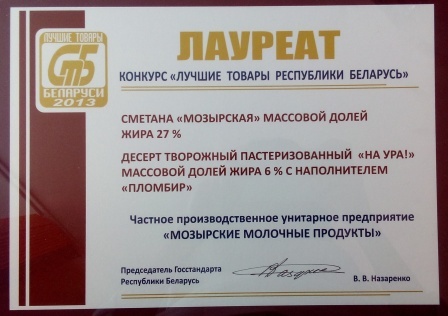 ЛУЧШИЕ ТОВАРЫ
СТБ
БЕЛАРУСИ
2013
ЛАУРЕАТ
КОНКУРС «ЛУЧШИЕ ТОВАРЫ РЕСПУБЛИКИ БЕЛАРУСЬ»
СМЕТАНА «МОЗЫРСКАЯ» МАССОВОЙ ДОЛЕЙ
ЖИРА 27 %
ДЕСЕРТ ТВОРОЖНЫЙ ПАСТЕРИЗОВАННЫЙ «НА УРА!»
МАССОВОЙ ДОЛЕЙ ЖИРА 6 % С НАПОЛНИТЕЛЕМ
«ПЛОМБИР»
Частное производственное унитарное предприятие
«МОЗЫРСКИЕ МОЛОЧНЫЕ ПРОДУКТЫ»
Председатель Госстандарта
Республики Беларусь
В. В. Назаренко